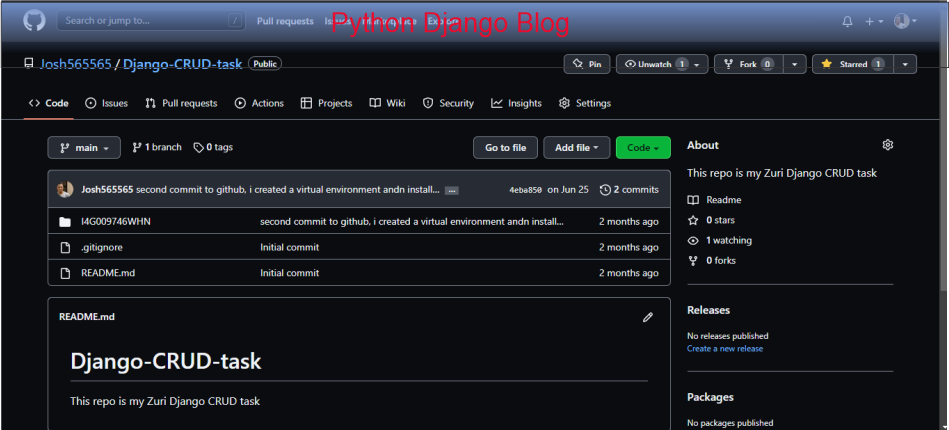 Search or jump to... / Pull requests Issues Marketplace Explore
Python Django Blog
Josh565565 / Django-CRUD-task Public
Pin Unwatch 1 Fork 0 Starred 1
Code Issues Pull requests Actions Projects Wiki Security Insights Settings
main 1 branch 0 tags Go to file Add file Code
Josh565565 second commit to github, i created a virtual environment andn install... ... 4eba850 on Jun 25 2 commits
I4G009746WHN second commit to github, i created a virtual environment andn install... 2 months ago
.gitignore Initial commit 2 months ago
README.md Initial commit 2 months ago
README.md
Django-CRUD-task
This repo is my Zuri Django CRUD task
About
This repo is my Zuri Django CRUD task
Readme
0 stars
1 watching
0 forks
Releases
No releases published
Create a new release
Packages
No packages published